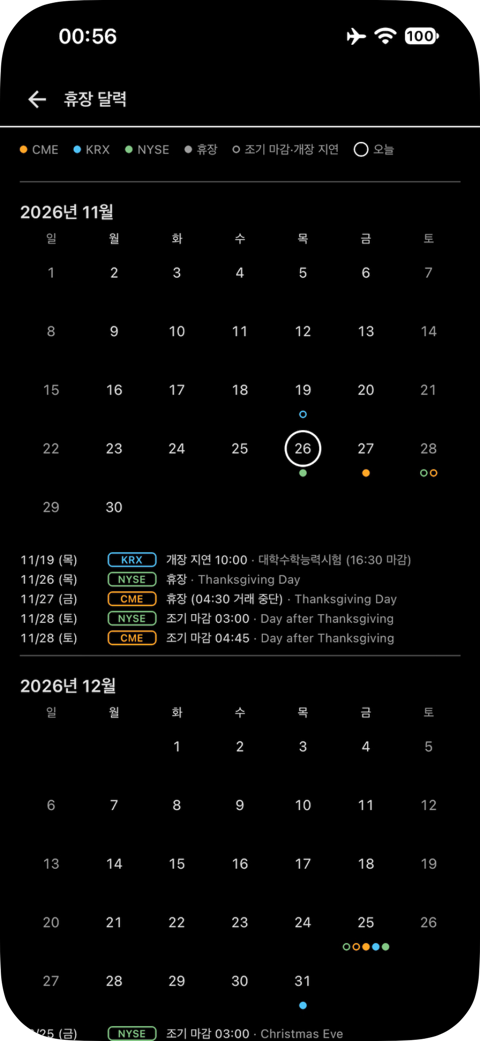 00:56
100
휴장 달력
CME KRX NYSE 휴장 조기 마감·개장 지연 오늘
2026년 11월
일 월 화 수 목 금 토
1 2 3 4 5 6 7
8 9 10 11 12 13 14
15 16 17 18 19 20 21
22 23 24 25 26 27 28
29 30
11/19 (목) KRX 개장 지연 10:00 · 대학수학능력시험 (16:30 마감)
11/26 (목) NYSE 휴장 · Thanksgiving Day
11/27 (금) CME 휴장 (04:30 거래 중단) · Thanksgiving Day
11/28 (토) NYSE 조기 마감 03:00 · Day after Thanksgiving
11/28 (토) CME 조기 마감 04:45 · Day after Thanksgiving
2026년 12월
일 월 화 수 목 금 토
1 2 3 4 5
6 7 8 9 10 11 12
13 14 15 16 17 18 19
20 21 22 23 24 25 26
27 28 29 30 31
/25 (금) NYSE 조기 마감 03:00 · Christmas Eve